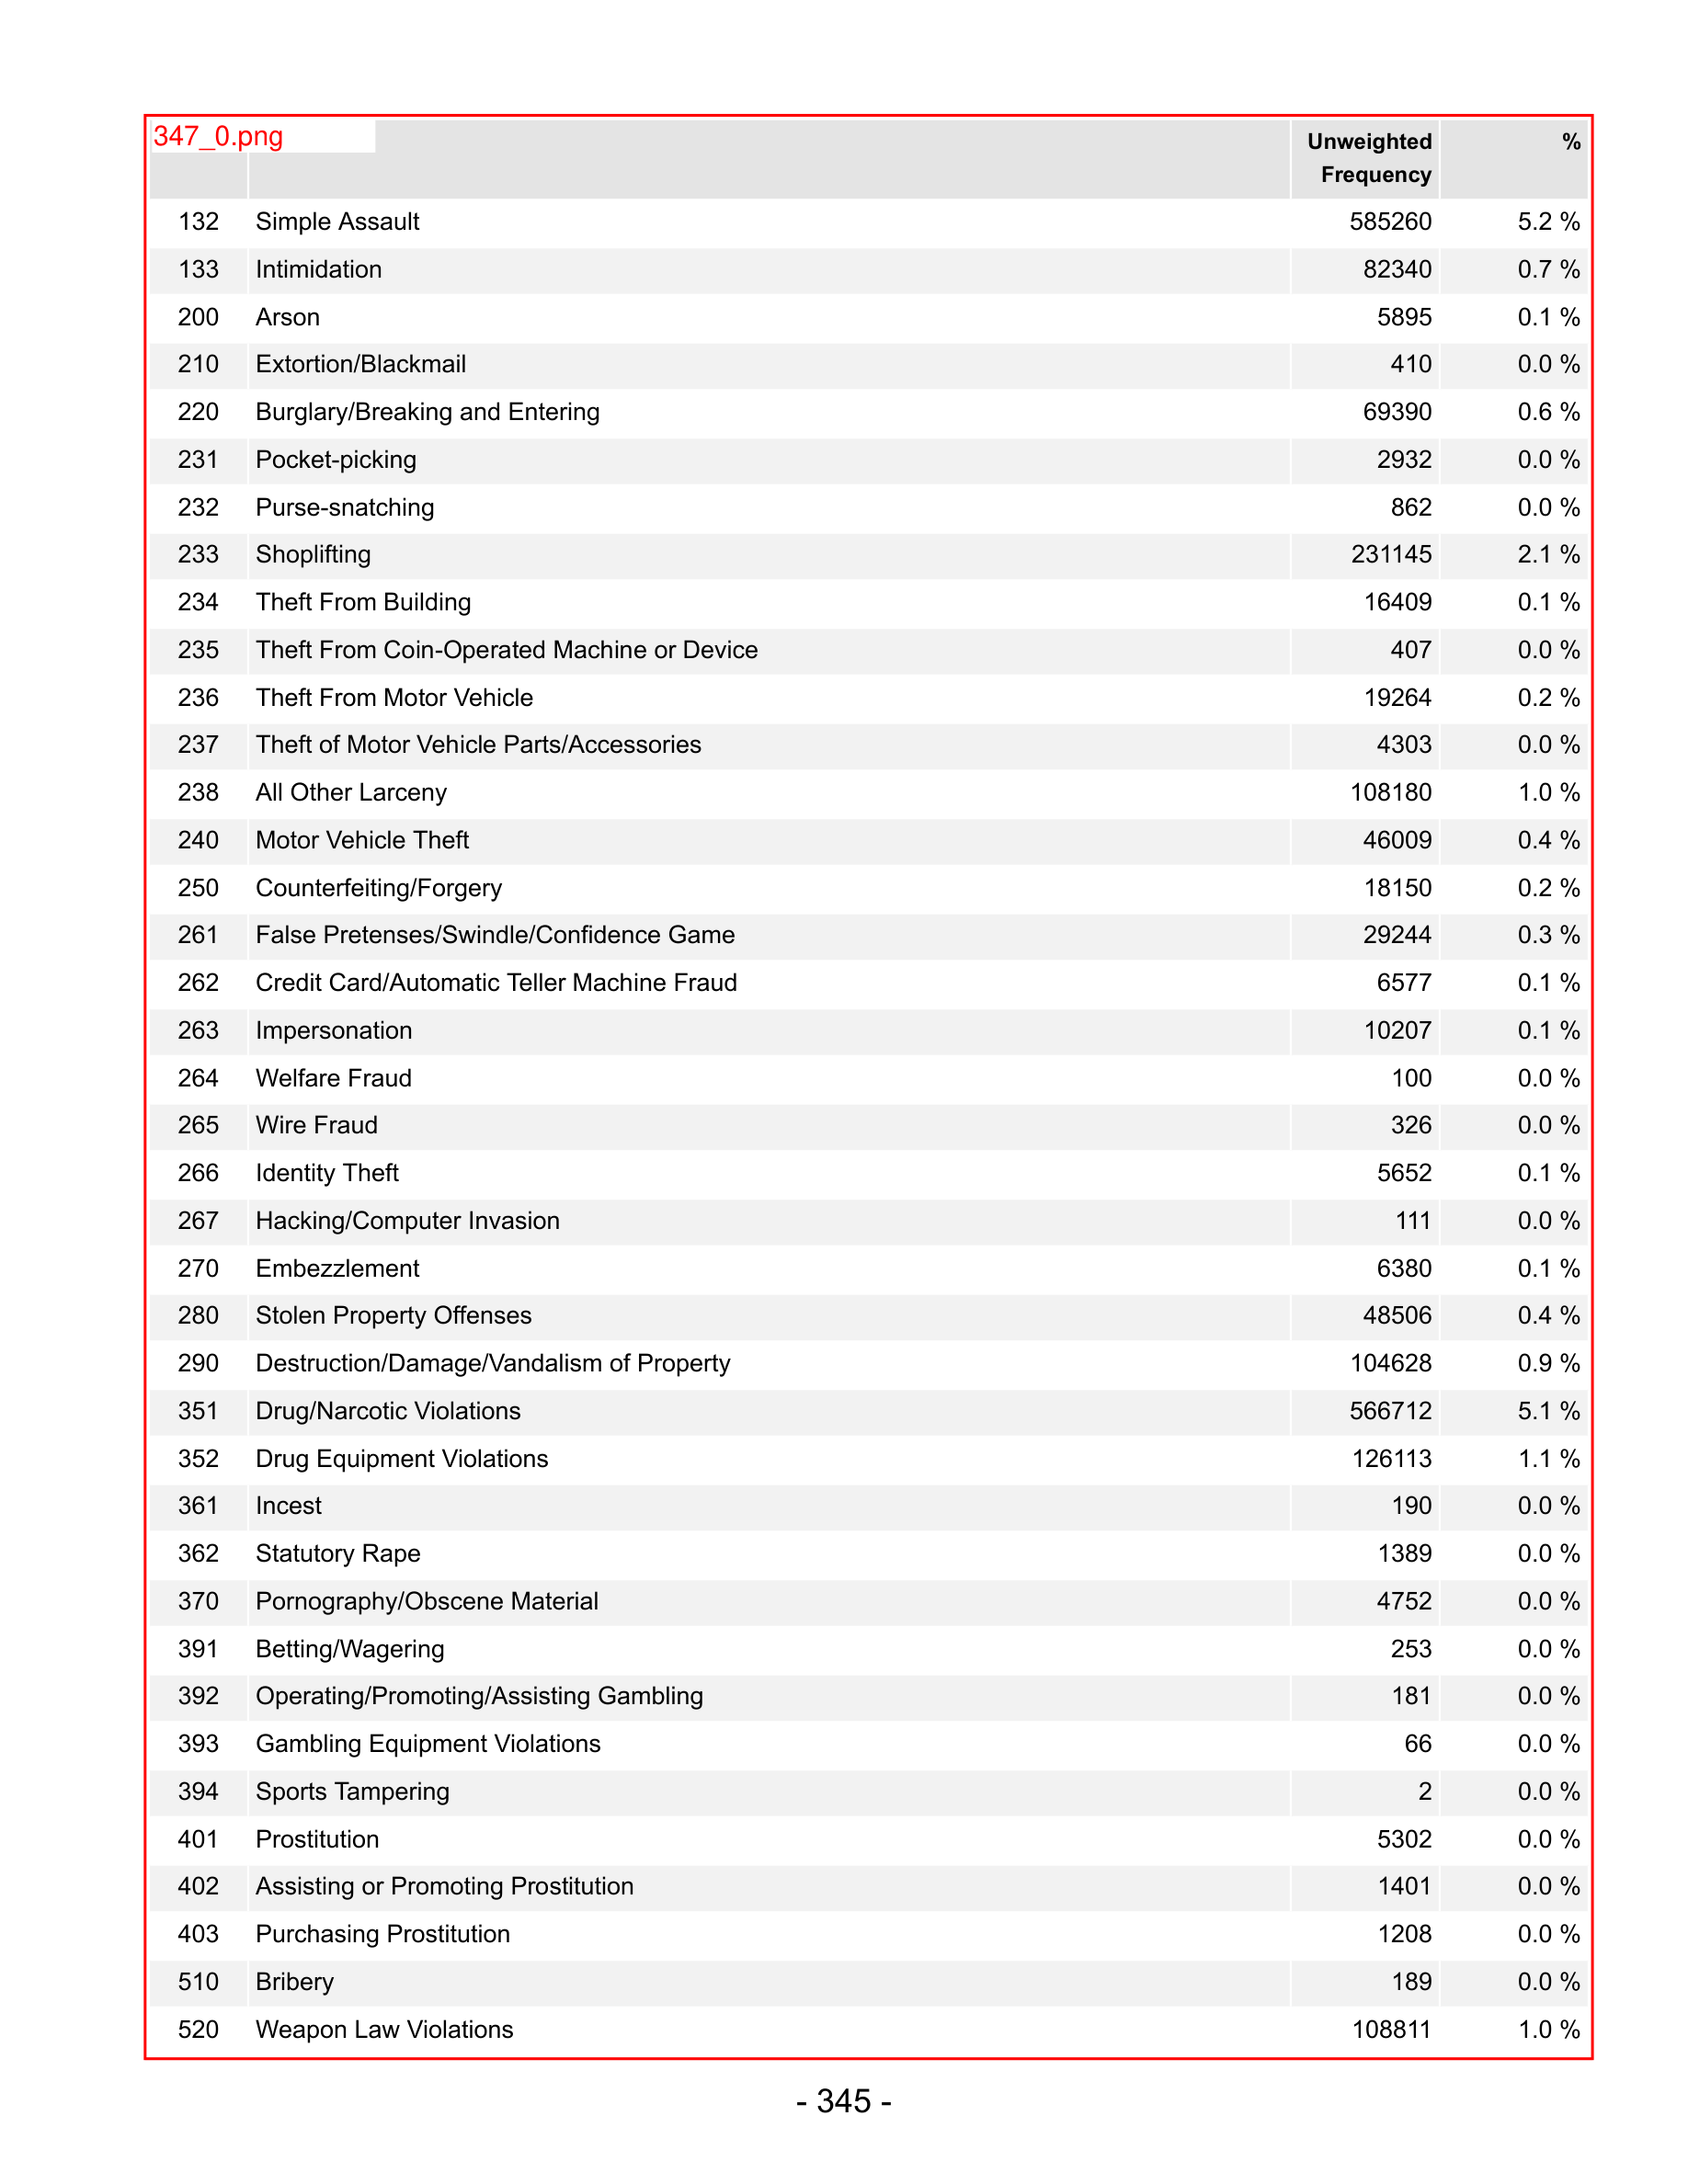 347_0.png
Unweighted Frequency %
132 Simple Assault 585260 5.2 %
133 Intimidation 82340 0.7 %
200 Arson 5895 0.1 %
210 Extortion/Blackmail 410 0.0 %
220 Burglary/Breaking and Entering 69390 0.6 %
231 Pocket-picking 2932 0.0 %
232 Purse-snatching 862 0.0 %
233 Shoplifting 231145 2.1 %
234 Theft From Building 16409 0.1 %
235 Theft From Coin-Operated Machine or Device 407 0.0 %
236 Theft From Motor Vehicle 19264 0.2 %
237 Theft of Motor Vehicle Parts/Accessories 4303 0.0 %
238 All Other Larceny 108180 1.0 %
240 Motor Vehicle Theft 46009 0.4 %
250 Counterfeiting/Forgery 18150 0.2 %
261 False Pretenses/Swindle/Confidence Game 29244 0.3 %
262 Credit Card/Automatic Teller Machine Fraud 6577 0.1 %
263 Impersonation 10207 0.1 %
264 Welfare Fraud 100 0.0 %
265 Wire Fraud 326 0.0 %
266 Identity Theft 5652 0.1 %
267 Hacking/Computer Invasion 111 0.0 %
270 Embezzlement 6380 0.1 %
280 Stolen Property Offenses 48506 0.4 %
290 Destruction/Damage/Vandalism of Property 104628 0.9 %
351 Drug/Narcotic Violations 566712 5.1 %
352 Drug Equipment Violations 126113 1.1 %
361 Incest 190 0.0 %
362 Statutory Rape 1389 0.0 %
370 Pornography/Obscene Material 4752 0.0 %
391 Betting/Wagering 253 0.0 %
392 Operating/Promoting/Assisting Gambling 181 0.0 %
393 Gambling Equipment Violations 66 0.0 %
394 Sports Tampering 2 0.0 %
401 Prostitution 5302 0.0 %
402 Assisting or Promoting Prostitution 1401 0.0 %
403 Purchasing Prostitution 1208 0.0 %
510 Bribery 189 0.0 %
520 Weapon Law Violations 108811 1.0 %
- 345 -